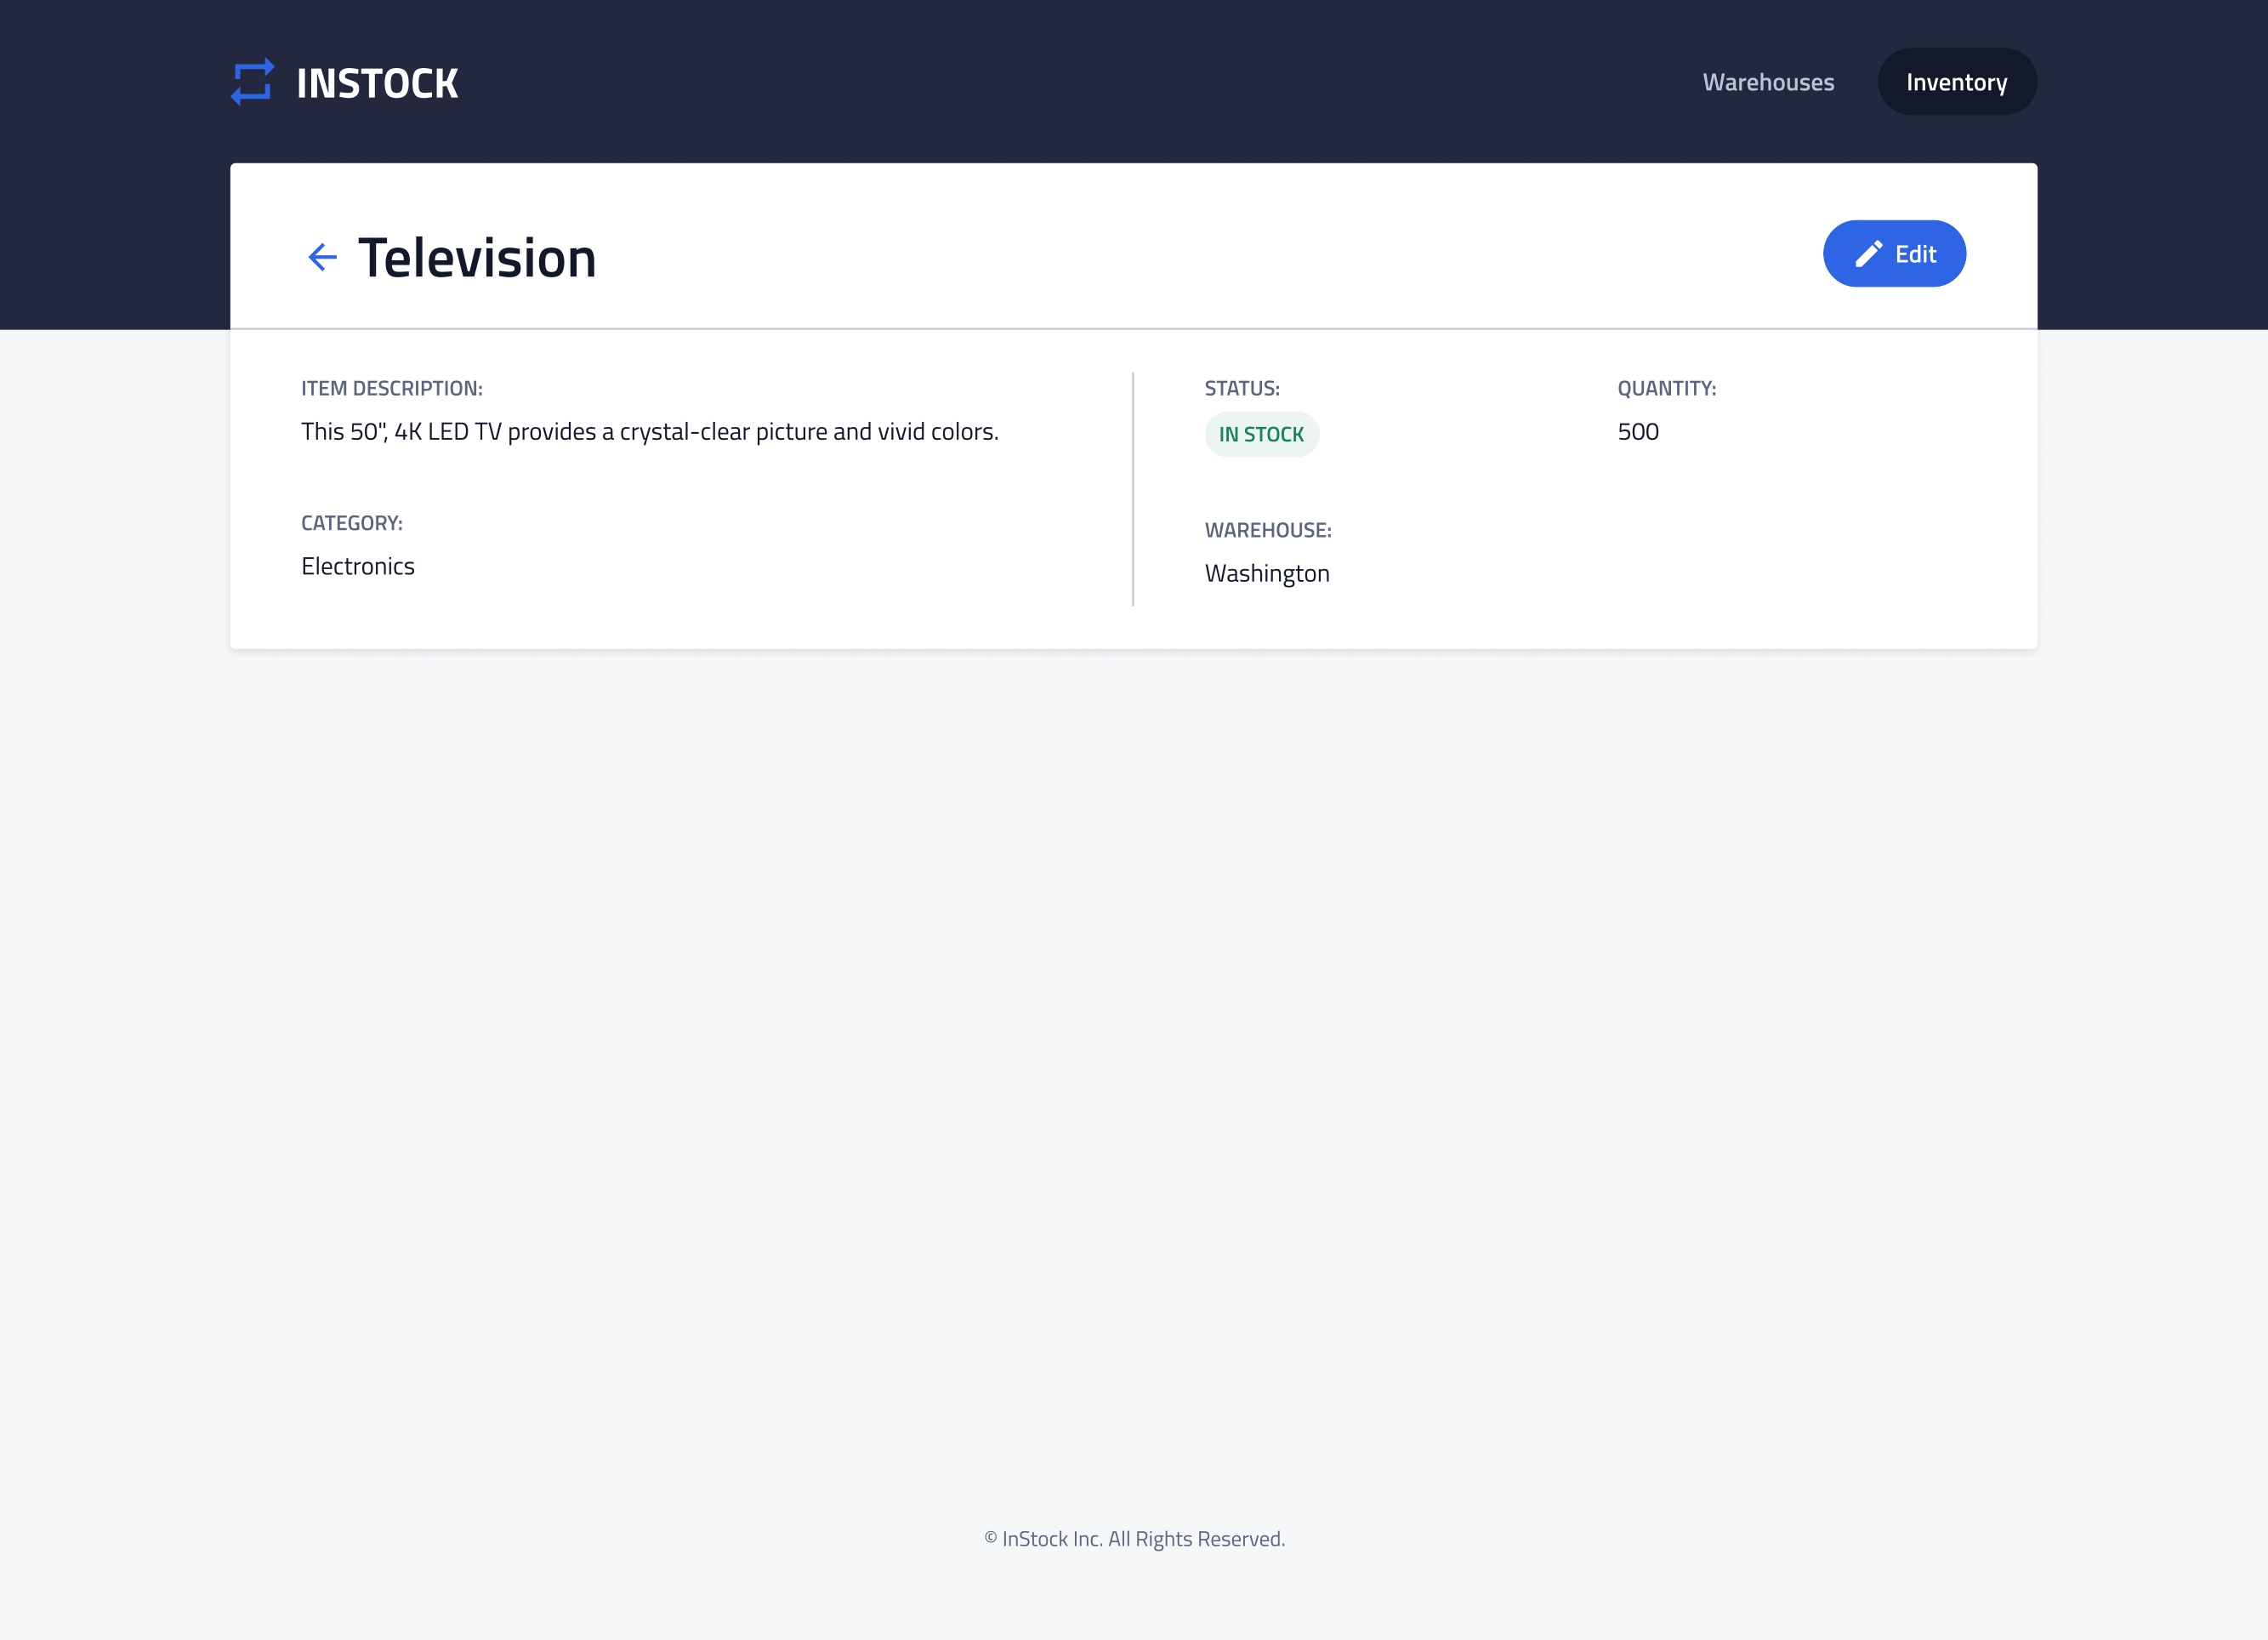 INSTOCK
Warehouses
Inventory
Television
Edit
ITEM DESCRIPTION:
This 50", 4K LED TV provides a crystal-clear picture and vivid colors.
CATEGORY:
Electronics
STATUS:
IN STOCK
QUANTITY:
500
WAREHOUSE:
Washington
© InStock Inc. All Rights Reserved.